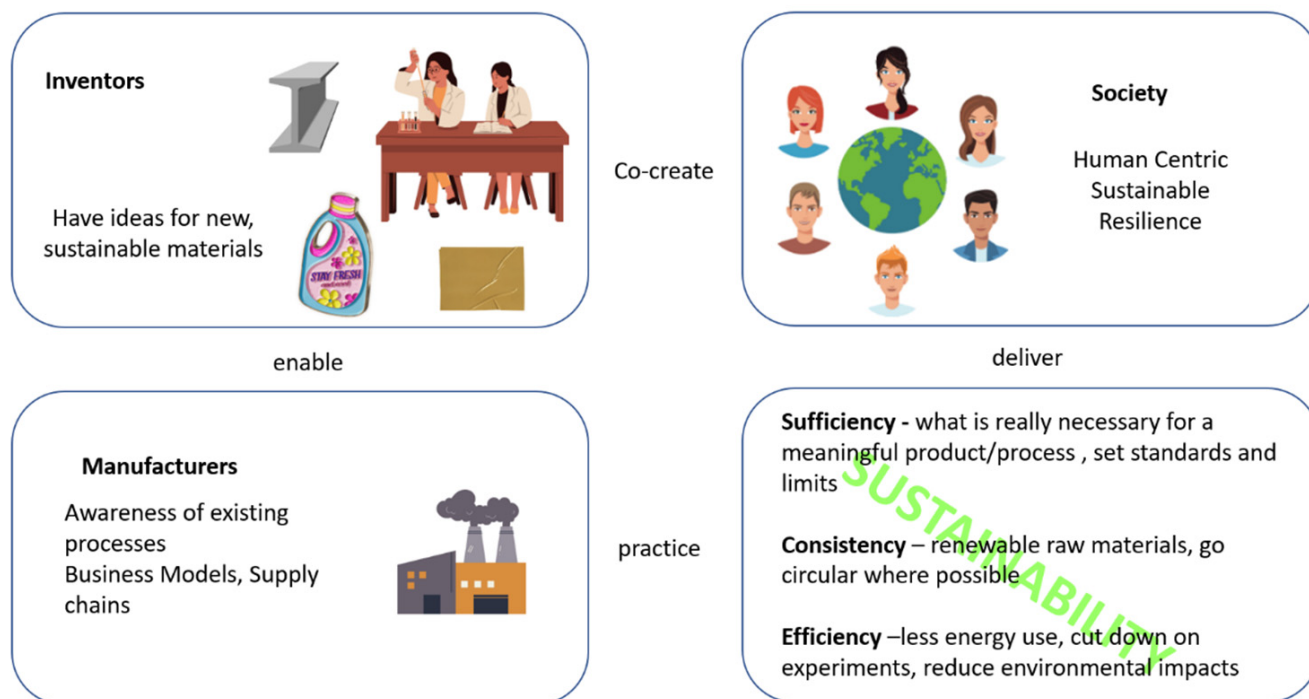 Inventors
Have ideas for new,
sustainable materials
STAY FRESH
Co-create
Society
Human Centric
Sustainable
Resilience
enable
deliver
Manufacturers
Awareness of existing
processes
Business Models, Supply
chains
practice
Sufficiency - what is really necessary for a
meaningful product/process , set standards and
limits
Consistency – renewable raw materials, go
circular where possible
Efficiency –less energy use, cut down on
experiments, reduce environmental impacts
SUSTAINABILITY